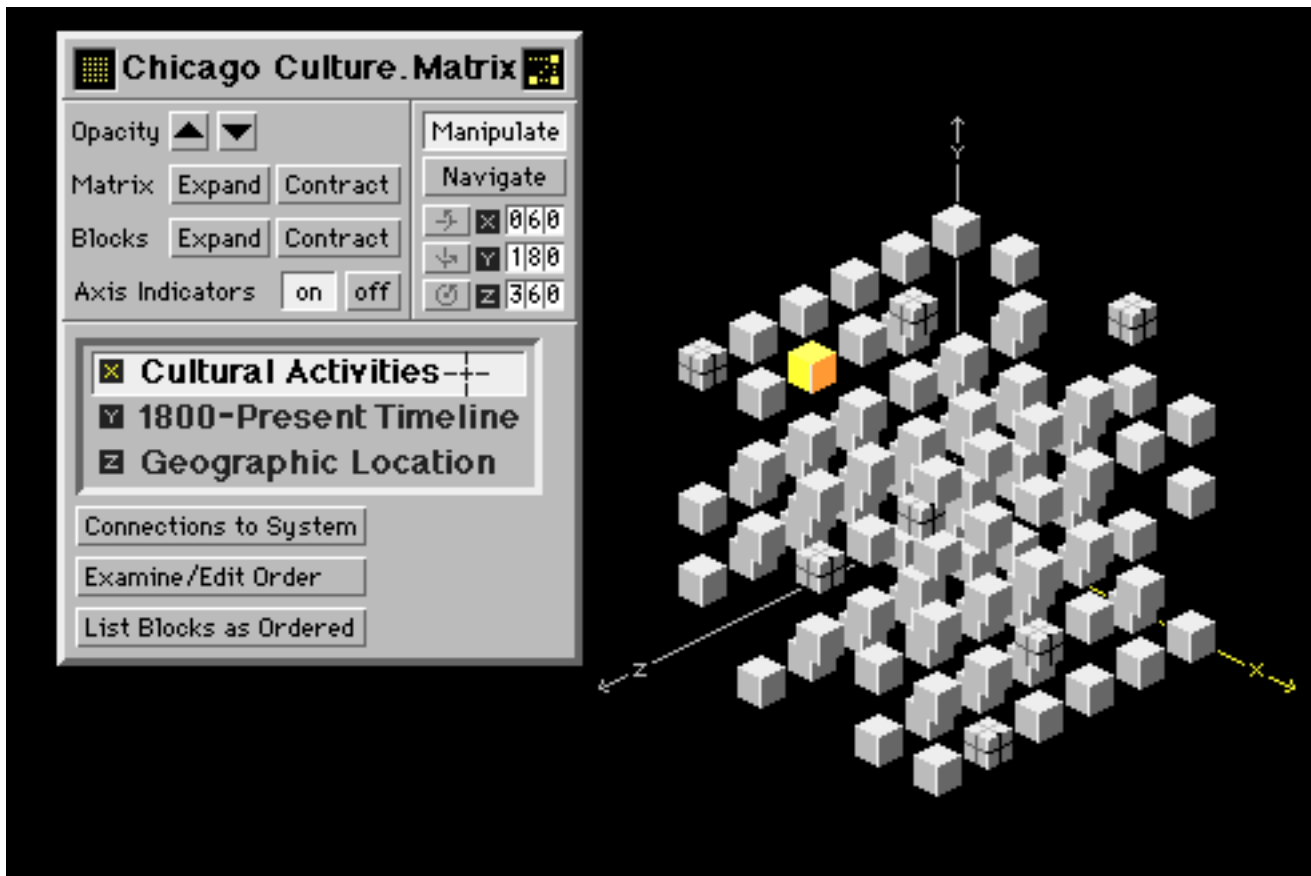 Chicago Culture.Matrix
Opacity
Manipulate
Matrix Expand Contract
Navigate
X 060
Blocks Expand Contract
Y 180
Axis Indicators on off
Z 360
X Cultural Activities
Y 1800-Present Timeline
Z Geographic Location
Connections to System
Examine/Edit Order
List Blocks as Ordered
Y
Z
X